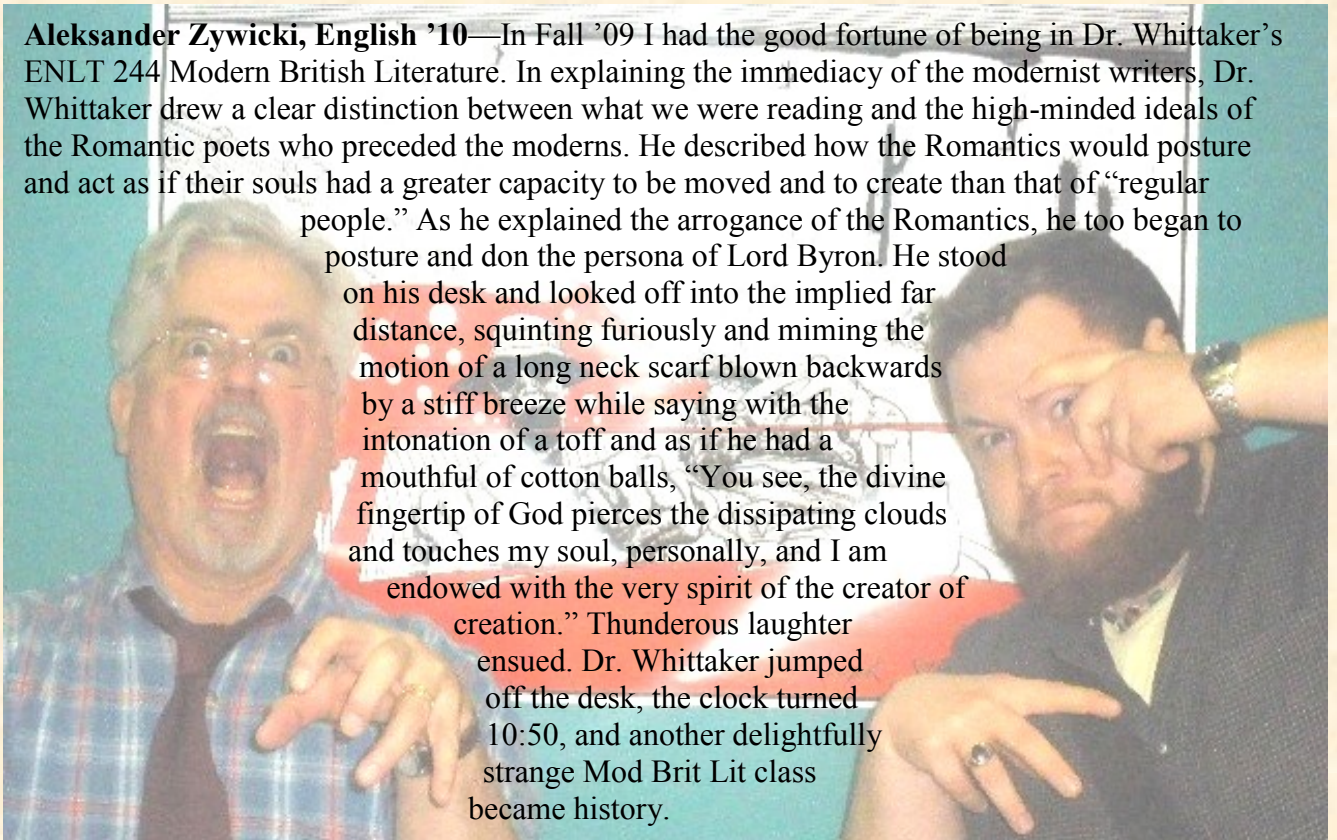 Aleksander Zywicki, English ’10—In Fall ’09 I had the good fortune of being in Dr. Whittaker’s
ENLT 244 Modern British Literature. In explaining the immediacy of the modernist writers, Dr.
Whittaker drew a clear distinction between what we were reading and the high-minded ideals of
the Romantic poets who preceded the moderns. He described how the Romantics would posture
and act as if their souls had a greater capacity to be moved and to create than that of “regular
people.” As he explained the arrogance of the Romantics, he too began to
posture and don the persona of Lord Byron. He stood
on his desk and looked off into the implied far
distance, squinting furiously and miming the
motion of a long neck scarf blown backwards
by a stiff breeze while saying with the
intonation of a toff and as if he had a
mouthful of cotton balls, “You see, the divine
fingertip of God pierces the dissipating clouds
and touches my soul, personally, and I am
endowed with the very spirit of the creator of
creation.” Thunderous laughter
ensued. Dr. Whittaker jumped
off the desk, the clock turned
10:50, and another delightfully
strange Mod Brit Lit class
became history.